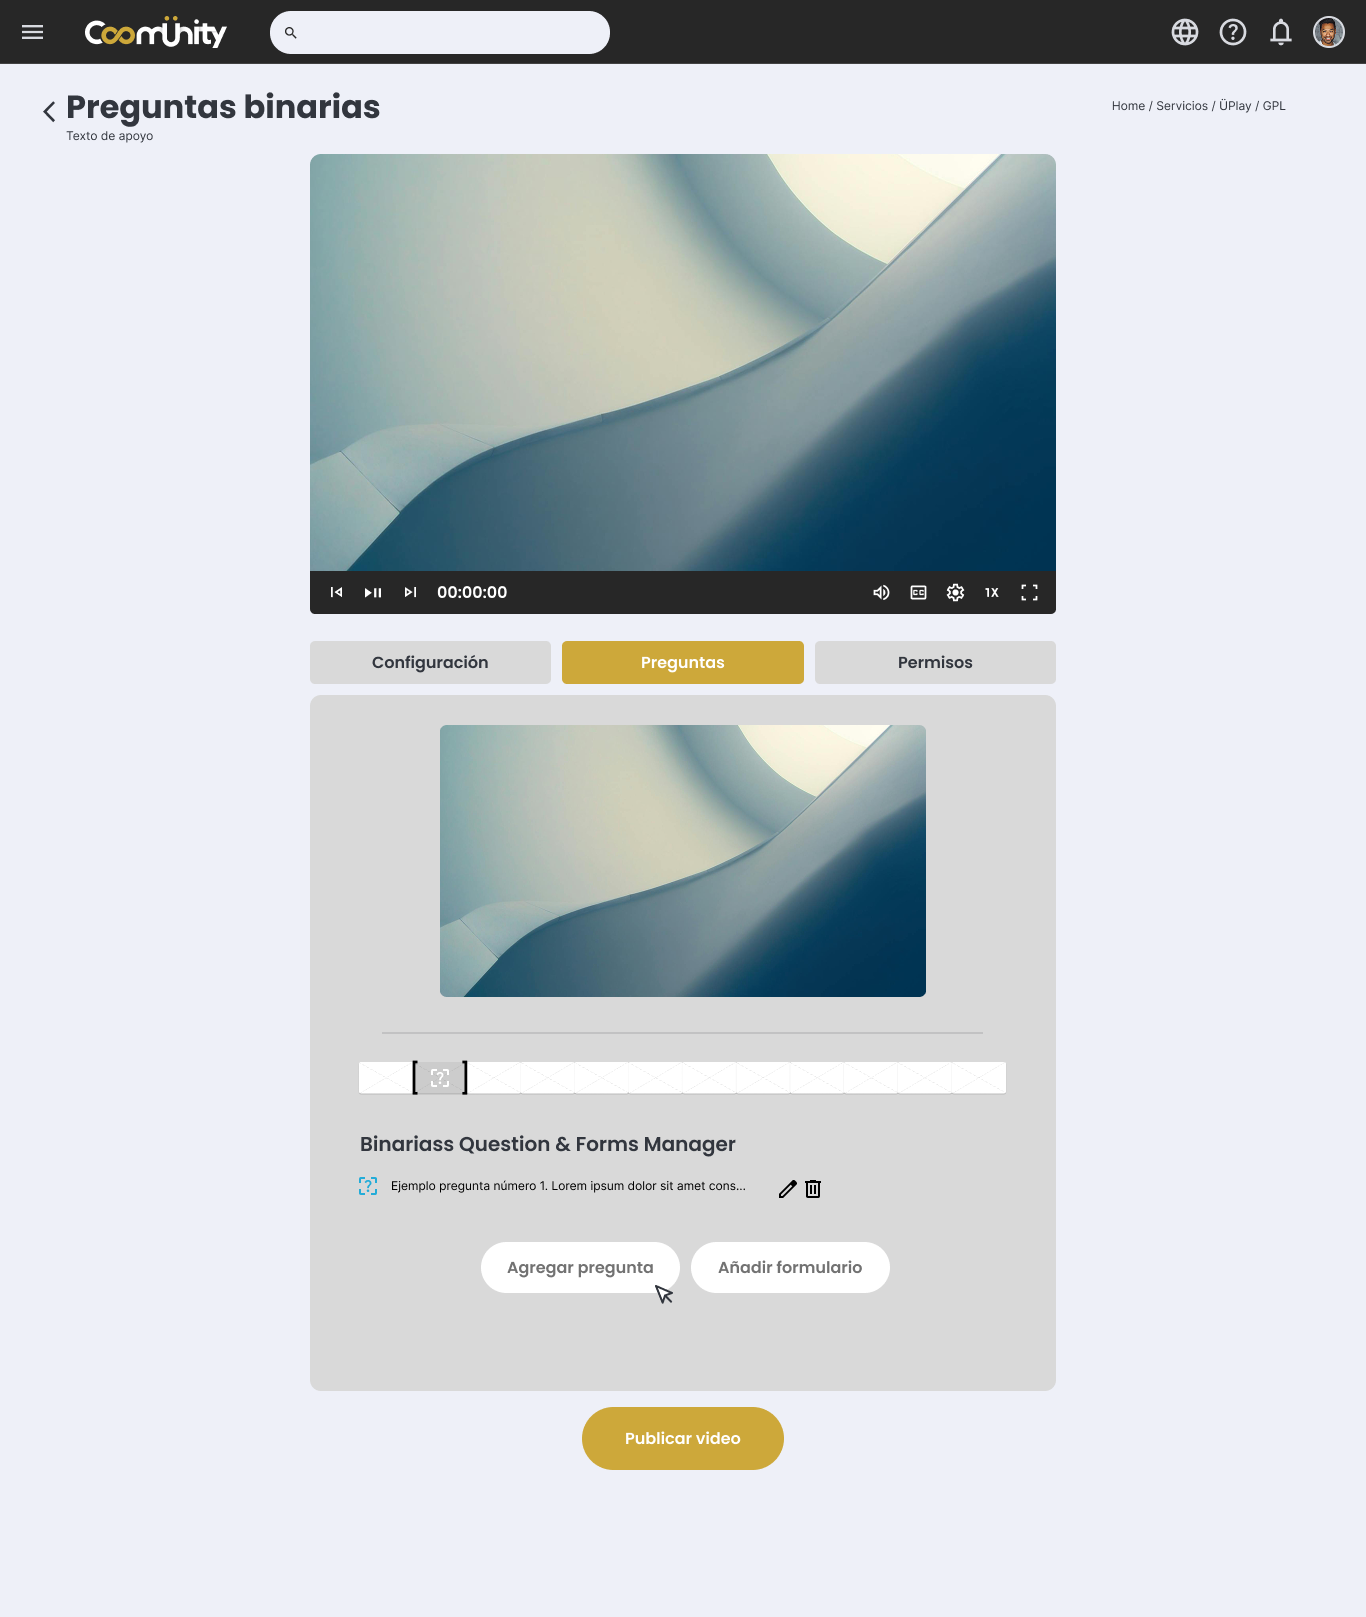 CoomÜnity
Preguntas binarias
Home / Servicios / ÜPlay / GPL
Texto de apoyo
00:00:00
CC
1X
Configuración
Preguntas
Permisos
Binariass Question & Forms Manager
Ejemplo pregunta número 1. Lorem ipsum dolor sit amet cons...
Agregar pregunta
Añadir formulario
Publicar video